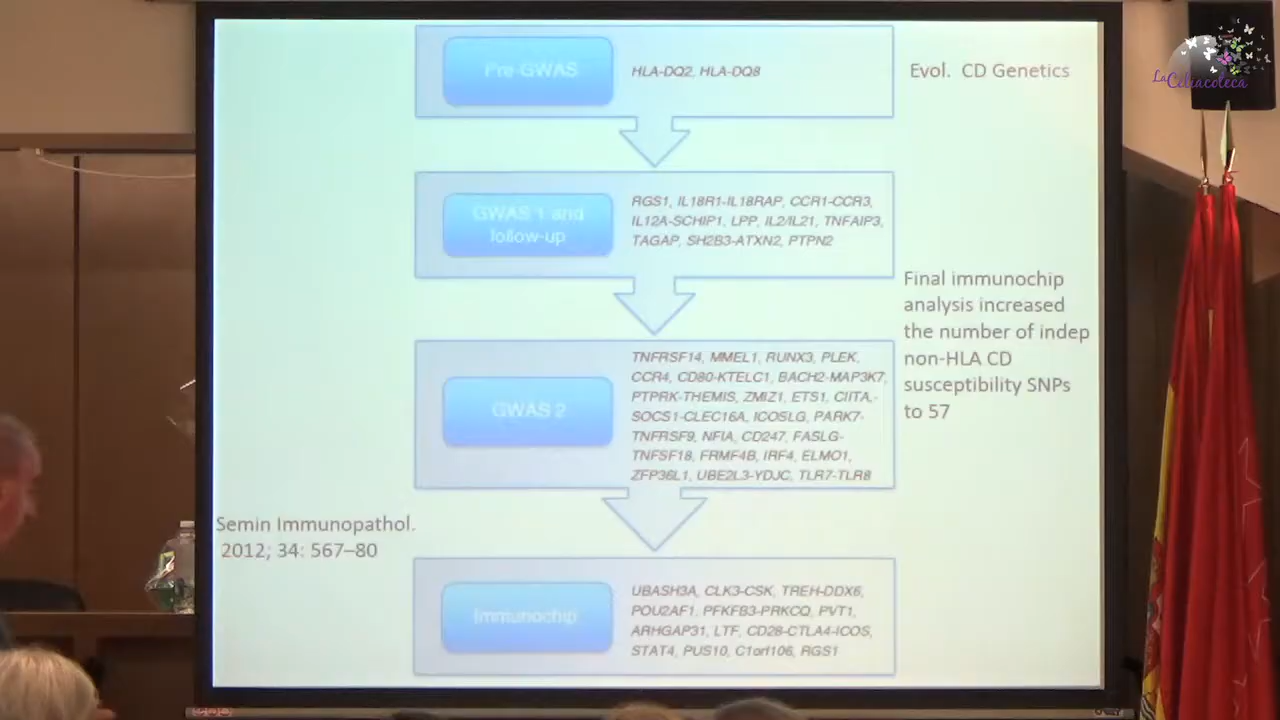 La Celiacoteca
Pre-GWAS
HLA-DQ2, HLA-DQ8
Evol. CD Genetics
GWAS 1 and
follow-up
RGS1, IL18R1-IL18RAP, CCR1-CCR3,
IL12A-SCHIP1, LPP, IL2/IL21, TNFAIP3,
TAGAP, SH2B3-ATXN2, PTPN2
Final immunochip
analysis increased
the number of indep
non-HLA CD
susceptibility SNPs
to 57
GWAS 2
TNFRSF14, MMEL1, RUNX3, PLEK,
CCR4, CD80-KTELC1, BACH2-MAP3K7,
PTPRK-THEMIS, ZMIZ1, ETS1, CIITA,-
SOCS1-CLEC16A, ICOSLG, PARK7-
TNFRSF9, NFIA, CD247, FASLG-
TNFSF18, FRMF4B, IRF4, ELMO1,
ZFP36L1, UBE2L3-YDJC, TLR7-TLR8
Semin Immunopathol.
2012; 34: 567–80
Immunochip
UBASH3A, CLK3-CSK, TREH-DDX6,
POU2AF1, PFKFB3-PRKCQ, PVT1,
ARHGAP31, LTF, CD28-CTLA4-ICOS,
STAT4, PUS10, C1orf106, RGS1